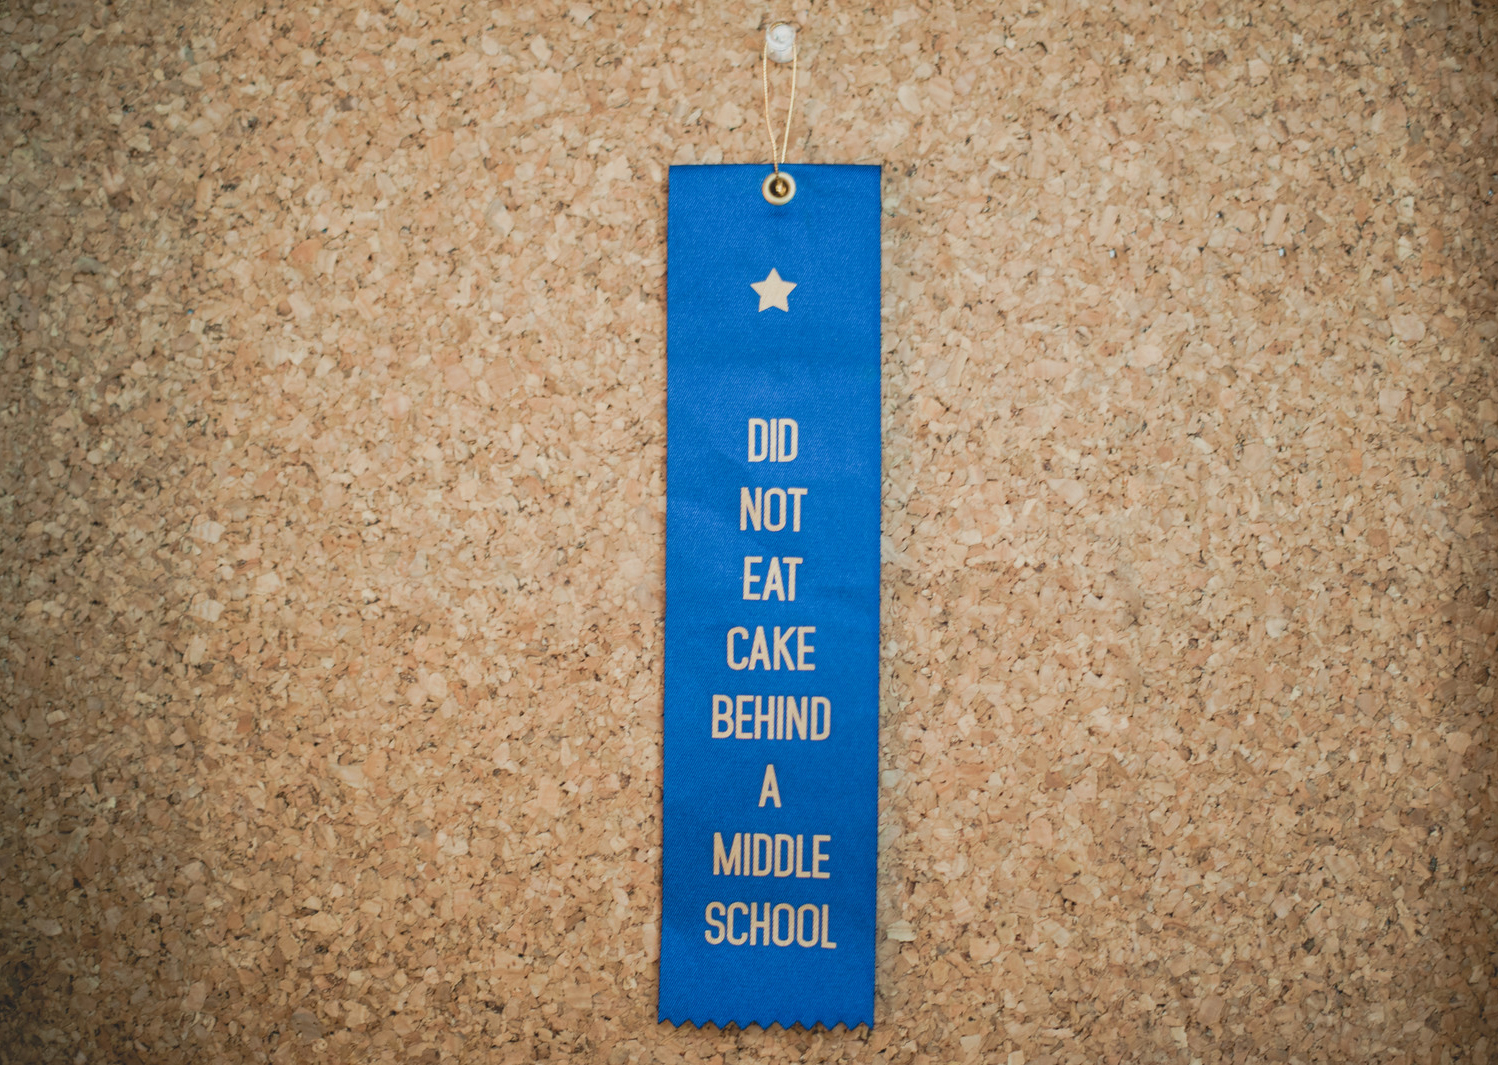 DID
NOT
EAT
CAKE
BEHIND
A
MIDDLE
SCHOOL